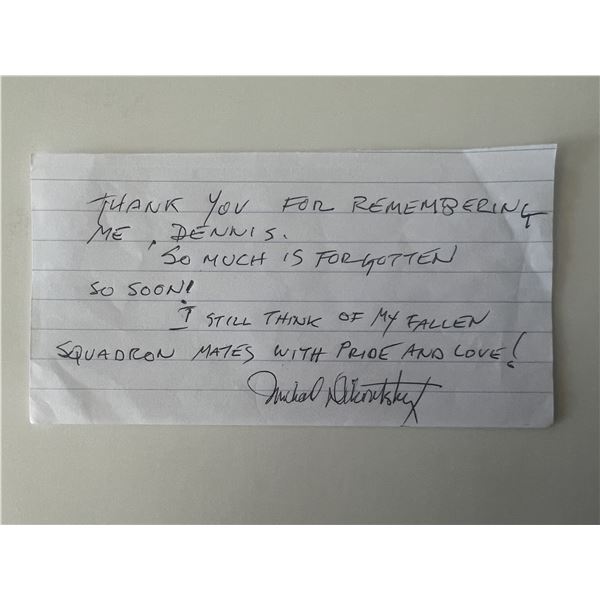 THANK YOU FOR REMEMBERING
ME, DENNIS.
SO MUCH IS FORGOTTEN
SO SOON!
I STILL THINK OF MY FALLEN
SQUADRON MATES WITH PRIDE AND LOVE!
Michael